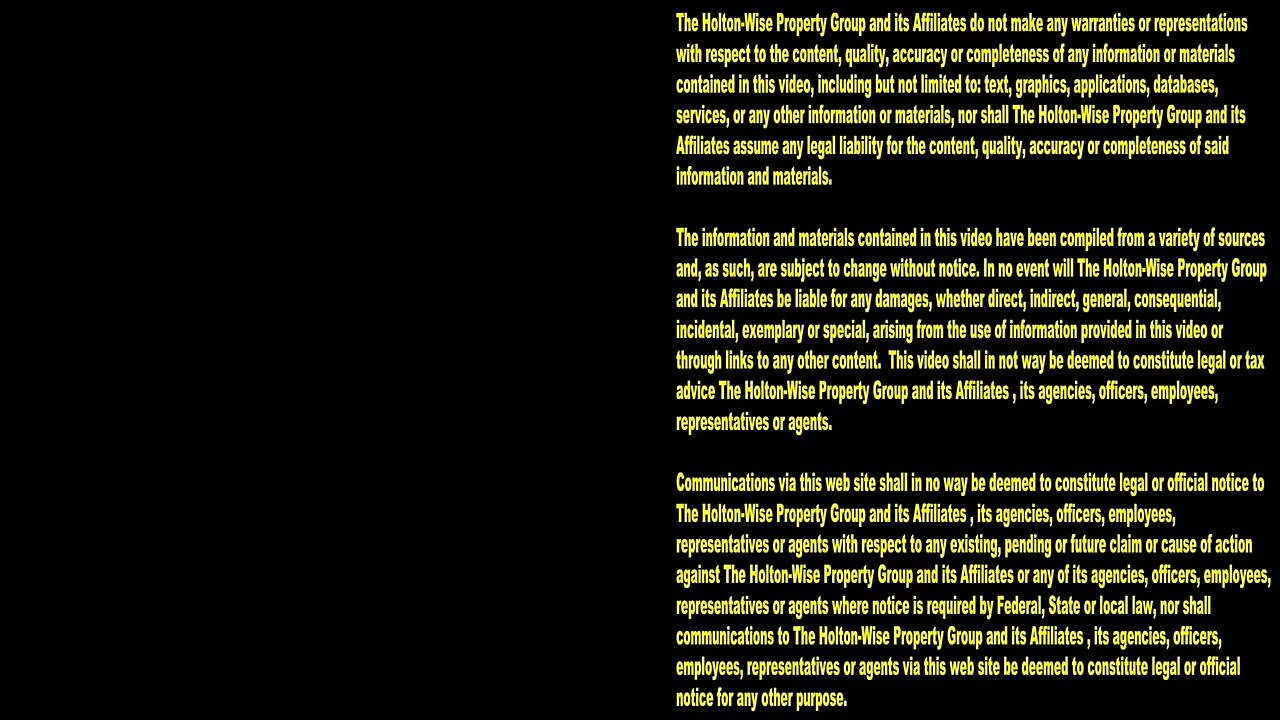 The Holton-Wise Property Group and its Affiliates do not make any warranties or representations
with respect to the content, quality, accuracy or completeness of any information or materials
contained in this video, including but not limited to: text, graphics, applications, databases,
services, or any other information or materials, nor shall The Holton-Wise Property Group and its
Affiliates assume any legal liability for the content, quality, accuracy or completeness of said
information and materials.
The information and materials contained in this video have been compiled from a variety of sources
and, as such, are subject to change without notice. In no event will The Holton-Wise Property Group
and its Affiliates be liable for any damages, whether direct, indirect, general, consequential,
incidental, exemplary or special, arising from the use of information provided in this video or
through links to any other content.  This video shall in not way be deemed to constitute legal or tax
advice The Holton-Wise Property Group and its Affiliates , its agencies, officers, employees,
representatives or agents.
Communications via this web site shall in no way be deemed to constitute legal or official notice to
The Holton-Wise Property Group and its Affiliates , its agencies, officers, employees,
representatives or agents with respect to any existing, pending or future claim or cause of action
against The Holton-Wise Property Group and its Affiliates or any of its agencies, officers, employees,
representatives or agents where notice is required by Federal, State or local law, nor shall
communications to The Holton-Wise Property Group and its Affiliates , its agencies, officers,
employees, representatives or agents via this web site be deemed to constitute legal or official
notice for any other purpose.